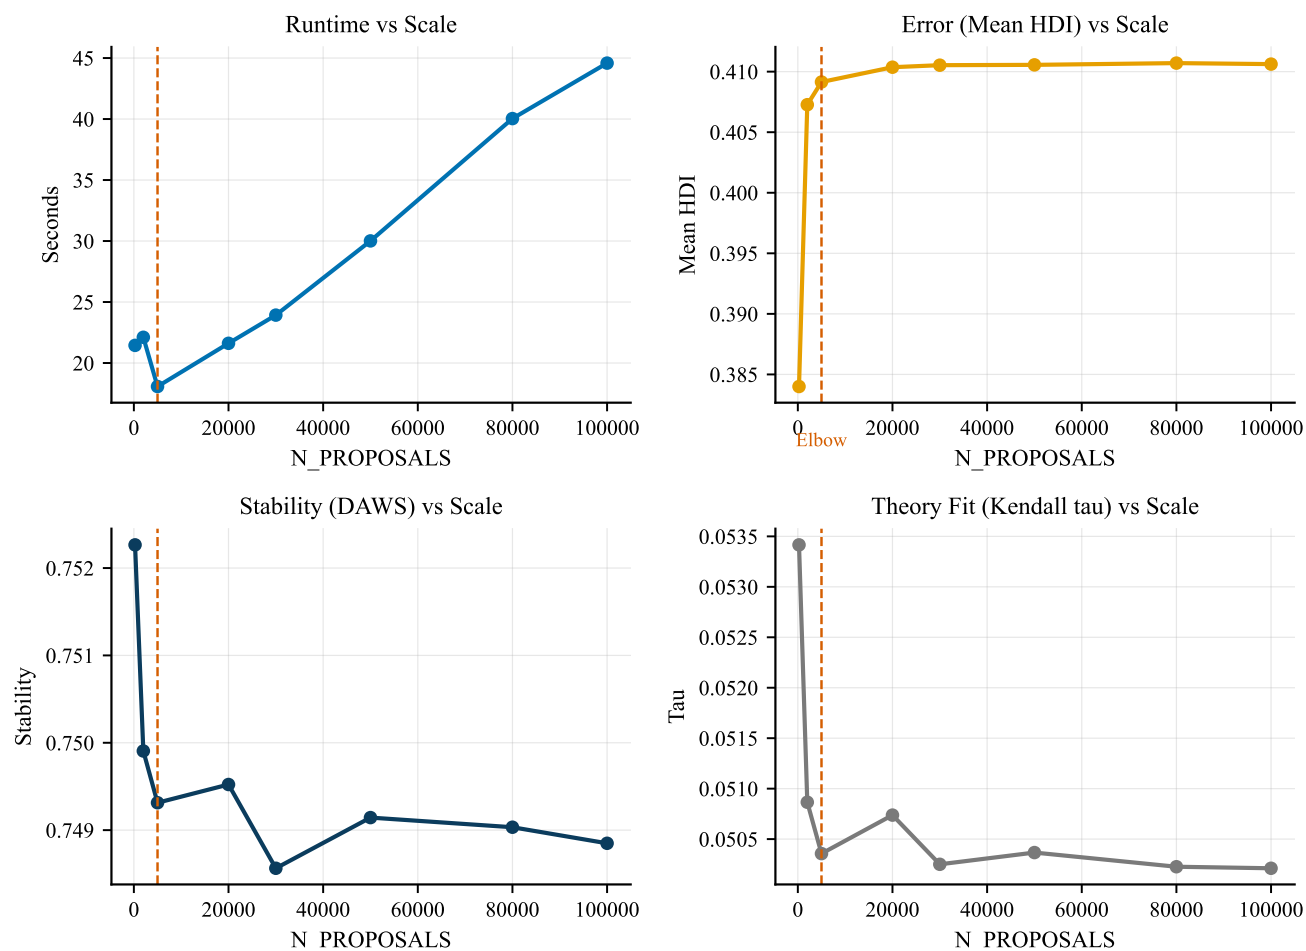 Runtime vs Scale
45
40
35
30
25
20
Seconds
0 20000 40000 60000 80000 100000
N_PROPOSALS
Error (Mean HDI) vs Scale
0.410
0.405
0.400
0.395
0.390
0.385
Mean HDI
0 20000 40000 60000 80000 100000
Elbow
N_PROPOSALS
Stability (DAWS) vs Scale
0.752
0.751
0.750
0.749
Stability
0 20000 40000 60000 80000 100000
N_PROPOSALS
Theory Fit (Kendall tau) vs Scale
0.0535
0.0530
0.0525
0.0520
0.0515
0.0510
0.0505
Tau
0 20000 40000 60000 80000 100000
N_PROPOSALS